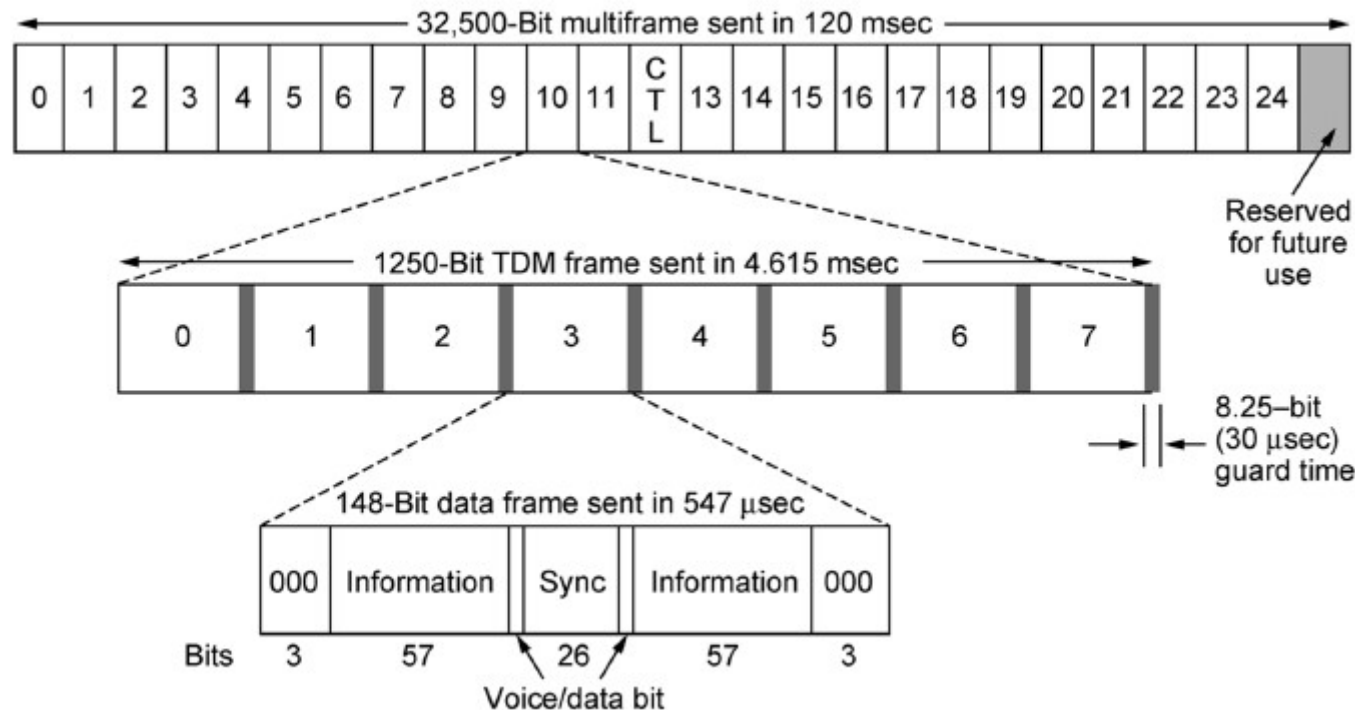 32,500-Bit multiframe sent in 120 msec
0 1 2 3 4 5 6 7 8 9 10 11 CTL 13 14 15 16 17 18 19 20 21 22 23 24
Reserved
for future
use
1250-Bit TDM frame sent in 4.615 msec
0 1 2 3 4 5 6 7
8.25–bit
(30 μsec)
guard time
148-Bit data frame sent in 547 μsec
000 Information Sync Information 000
Bits 3 57 26 57 3
Voice/data bit